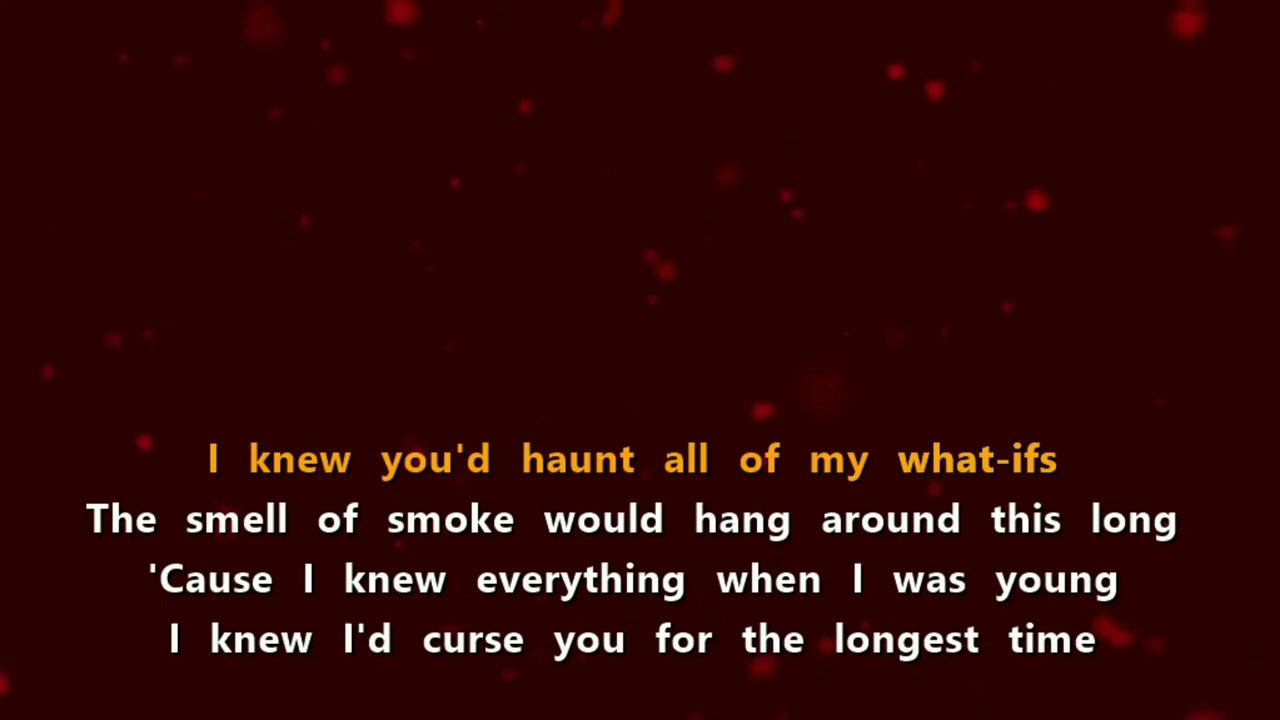 I knew you'd haunt all of my what-ifs
The smell of smoke would hang around this long
'Cause I knew everything when I was young
I knew I'd curse you for the longest time